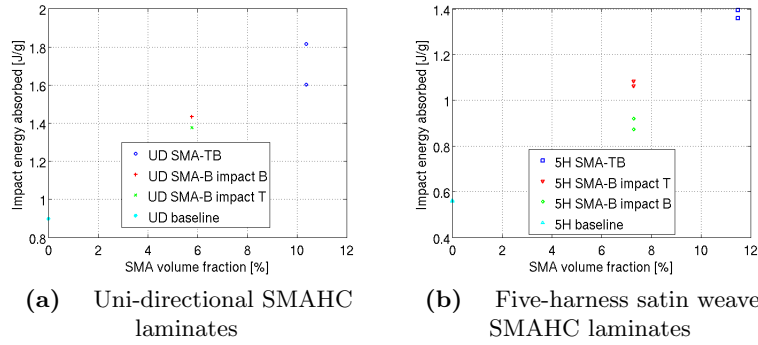 2
1.8
1.6
1.4
1.2
1
0.8
0 2 4 6 8 10 12
Impact energy absorbed [J/g]
SMA volume fraction [%]
UD SMA-TB
UD SMA-B impact B
UD SMA-B impact T
UD baseline
(a) Uni-directional SMAHC
laminates
1.4
1.2
1
0.8
0.6
0.4
0 2 4 6 8 10 12
Impact energy absorbed [J/g]
SMA volume fraction [%]
5H SMA-TB
5H SMA-B impact T
5H SMA-B impact B
5H baseline
(b) Five-harness satin weave
SMAHC laminates